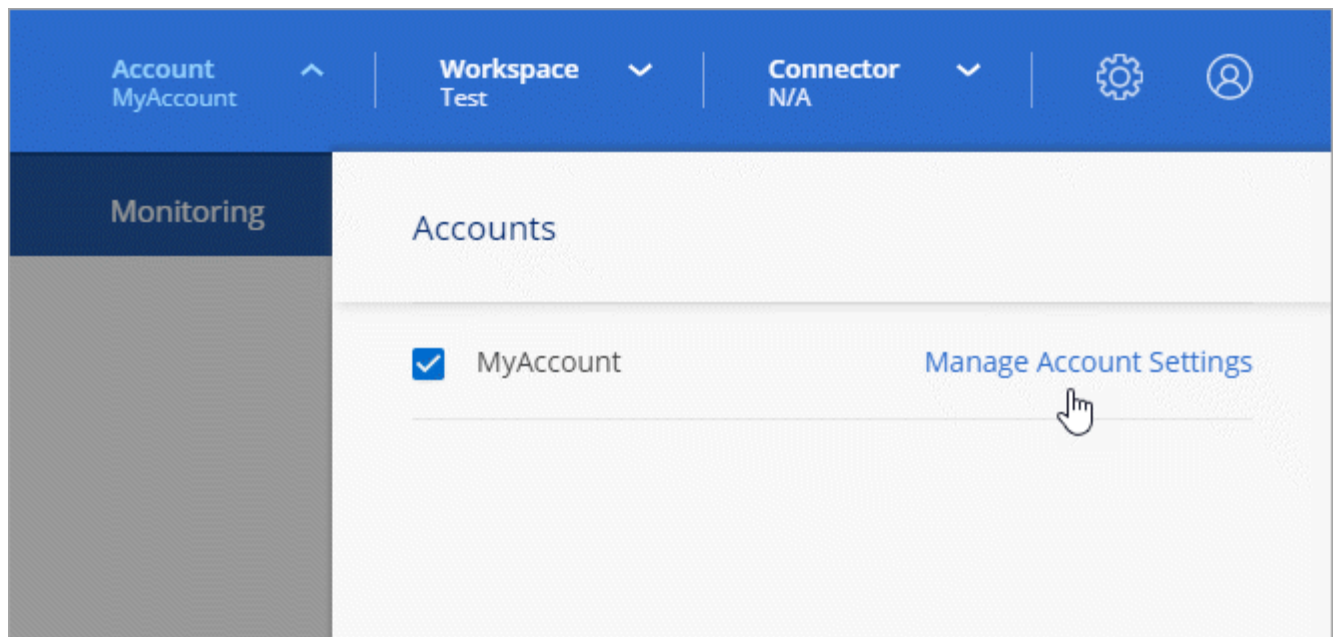 Account
MyAccount
Workspace
Test
Connector
N/A
Monitoring
Accounts
MyAccount
Manage Account Settings